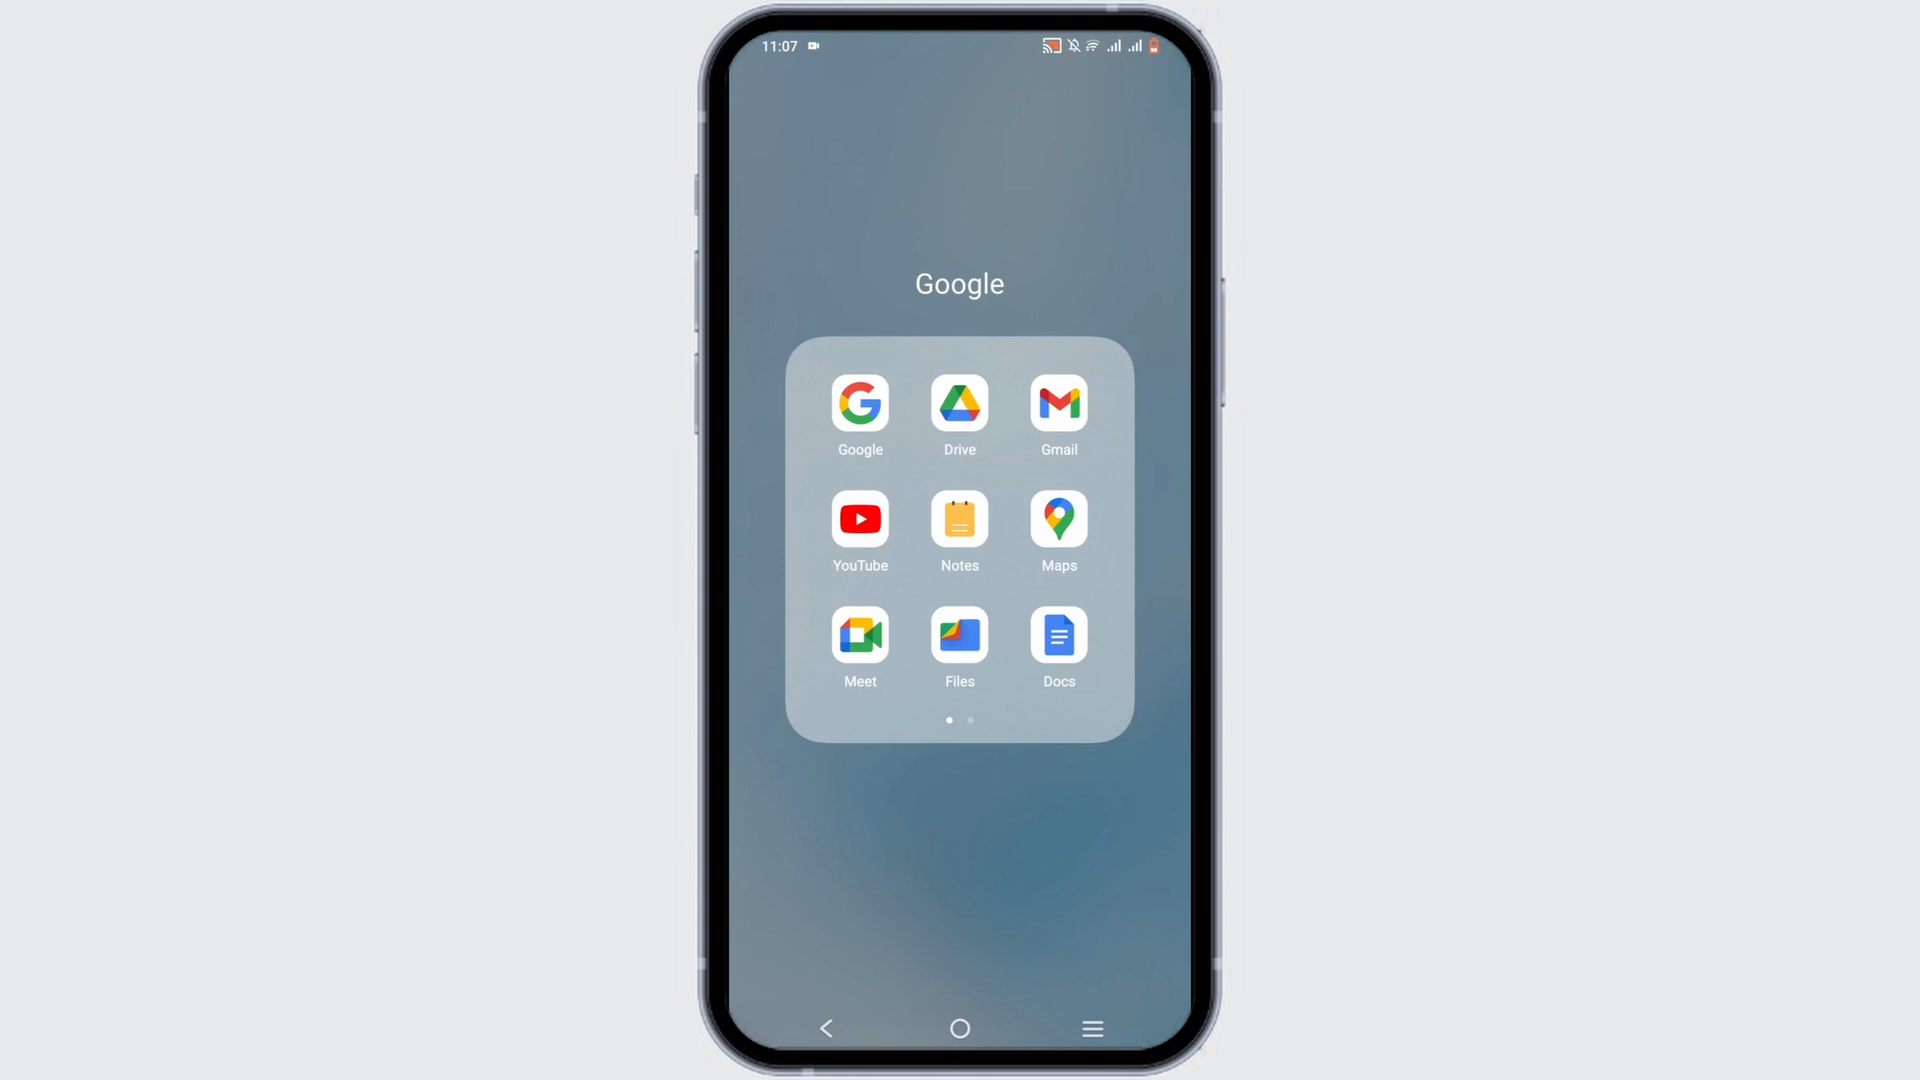 11:07
Google
Google Drive Gmail
YouTube Notes Maps
Meet Files Docs